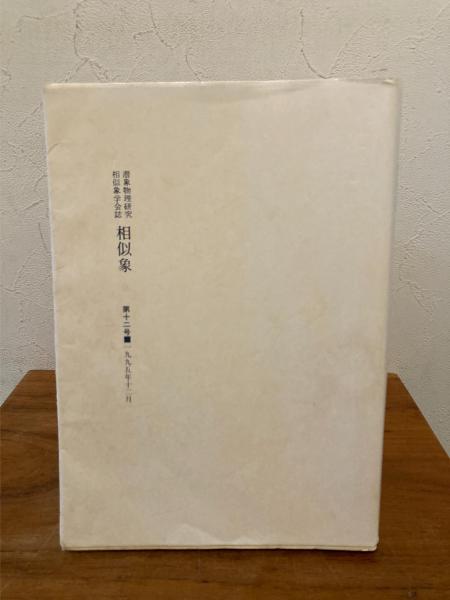 潜象物理研究
相似象学会誌
相似象
第十二号■一九九五年十二月